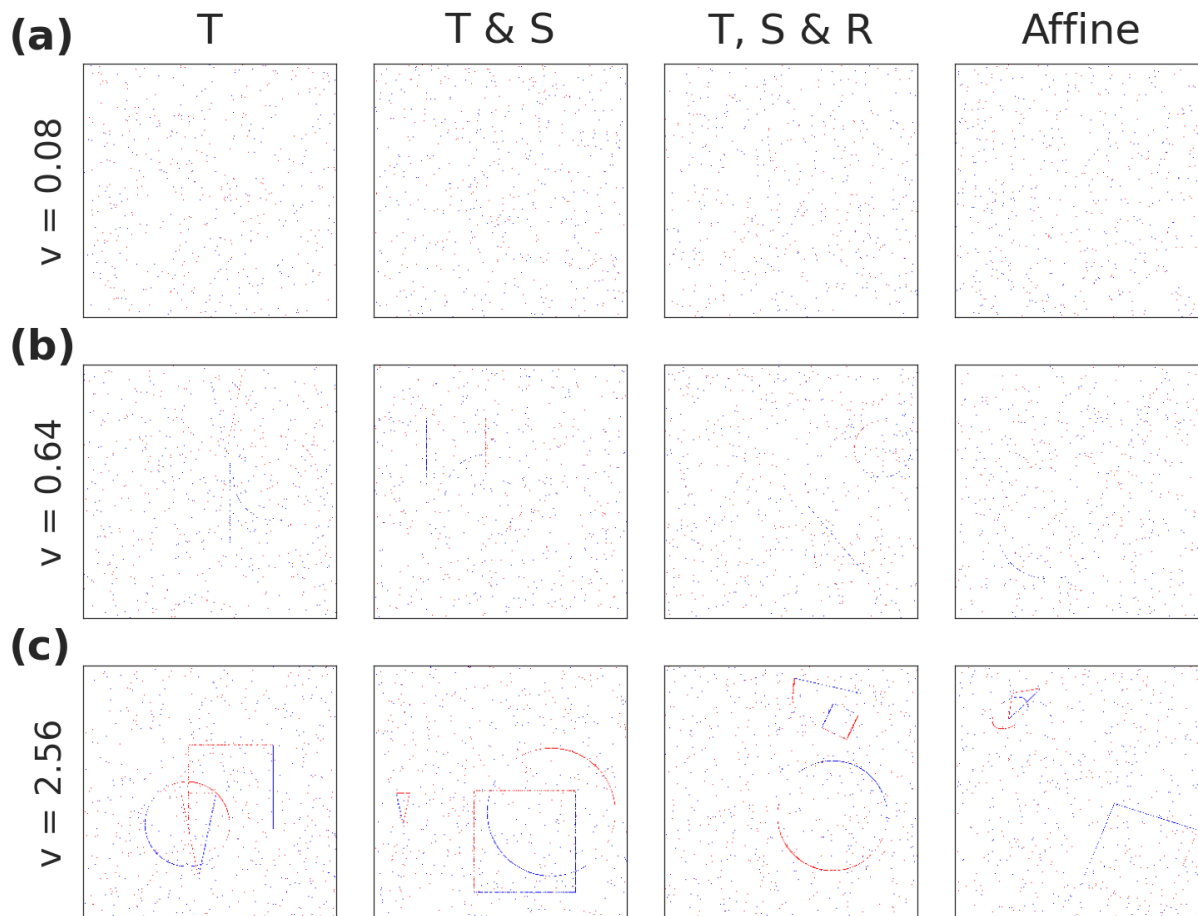 (a) T T & S T, S & R Affine
v = 0.08
(b)
v = 0.64
(c)
v = 2.56